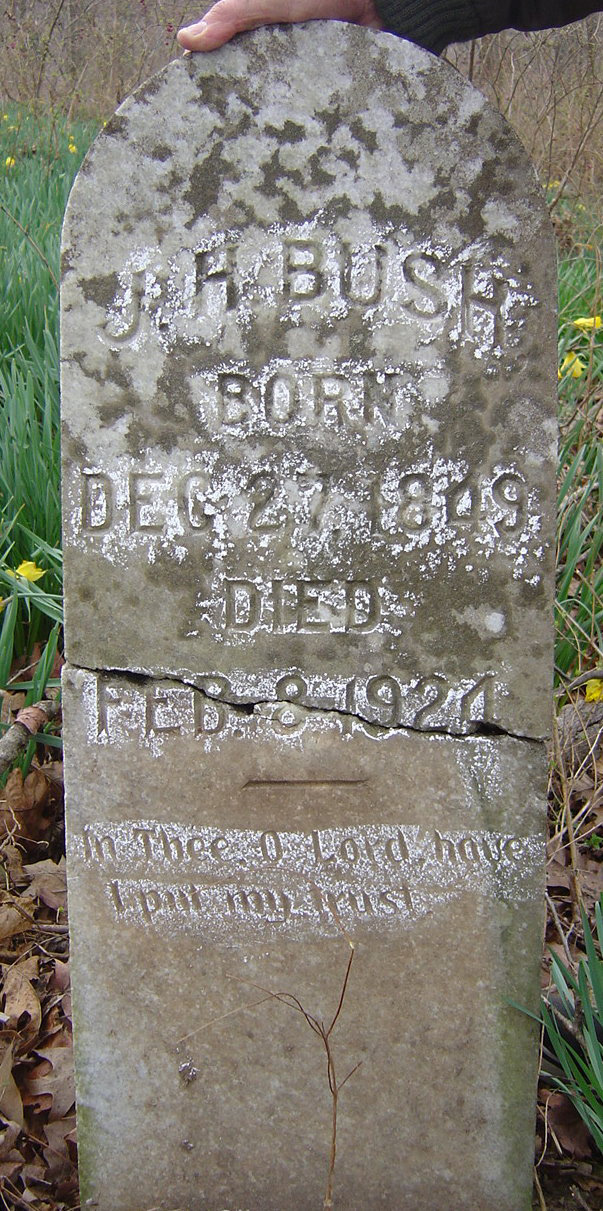 J. H. BUSH
BORN
DEC 27, 1849
DIED
FEB. 8 1924
In Thee, O Lord, have
I put my trust.